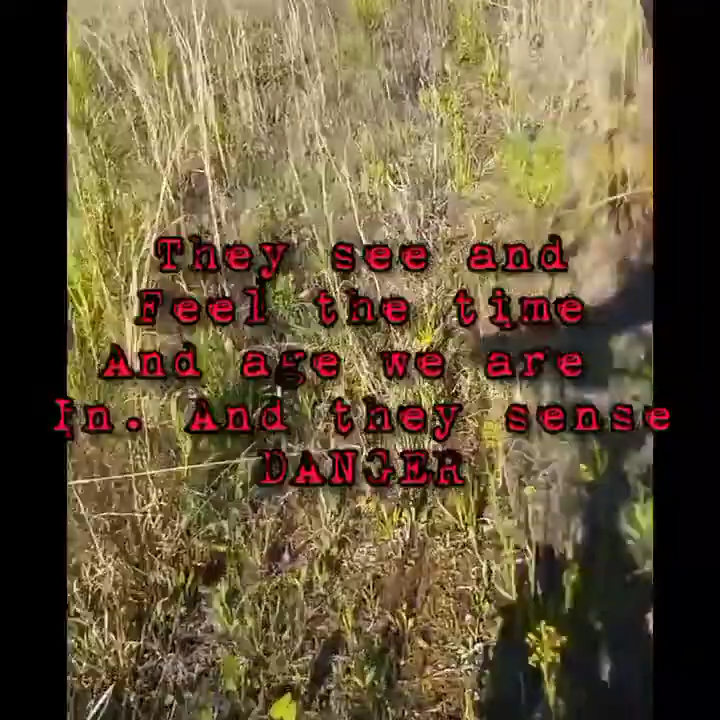 They see and
Feel the time
And age we are
In. And they sense
DANGER